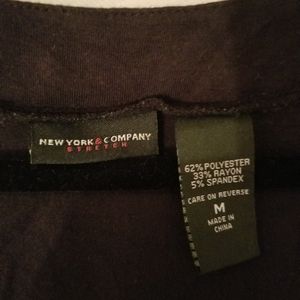 NEW YORK & COMPANY
STRETCH
62% POLYESTER
33% RAYON
5% SPANDEX
CARE ON REVERSE
M
MADE IN
CHINA